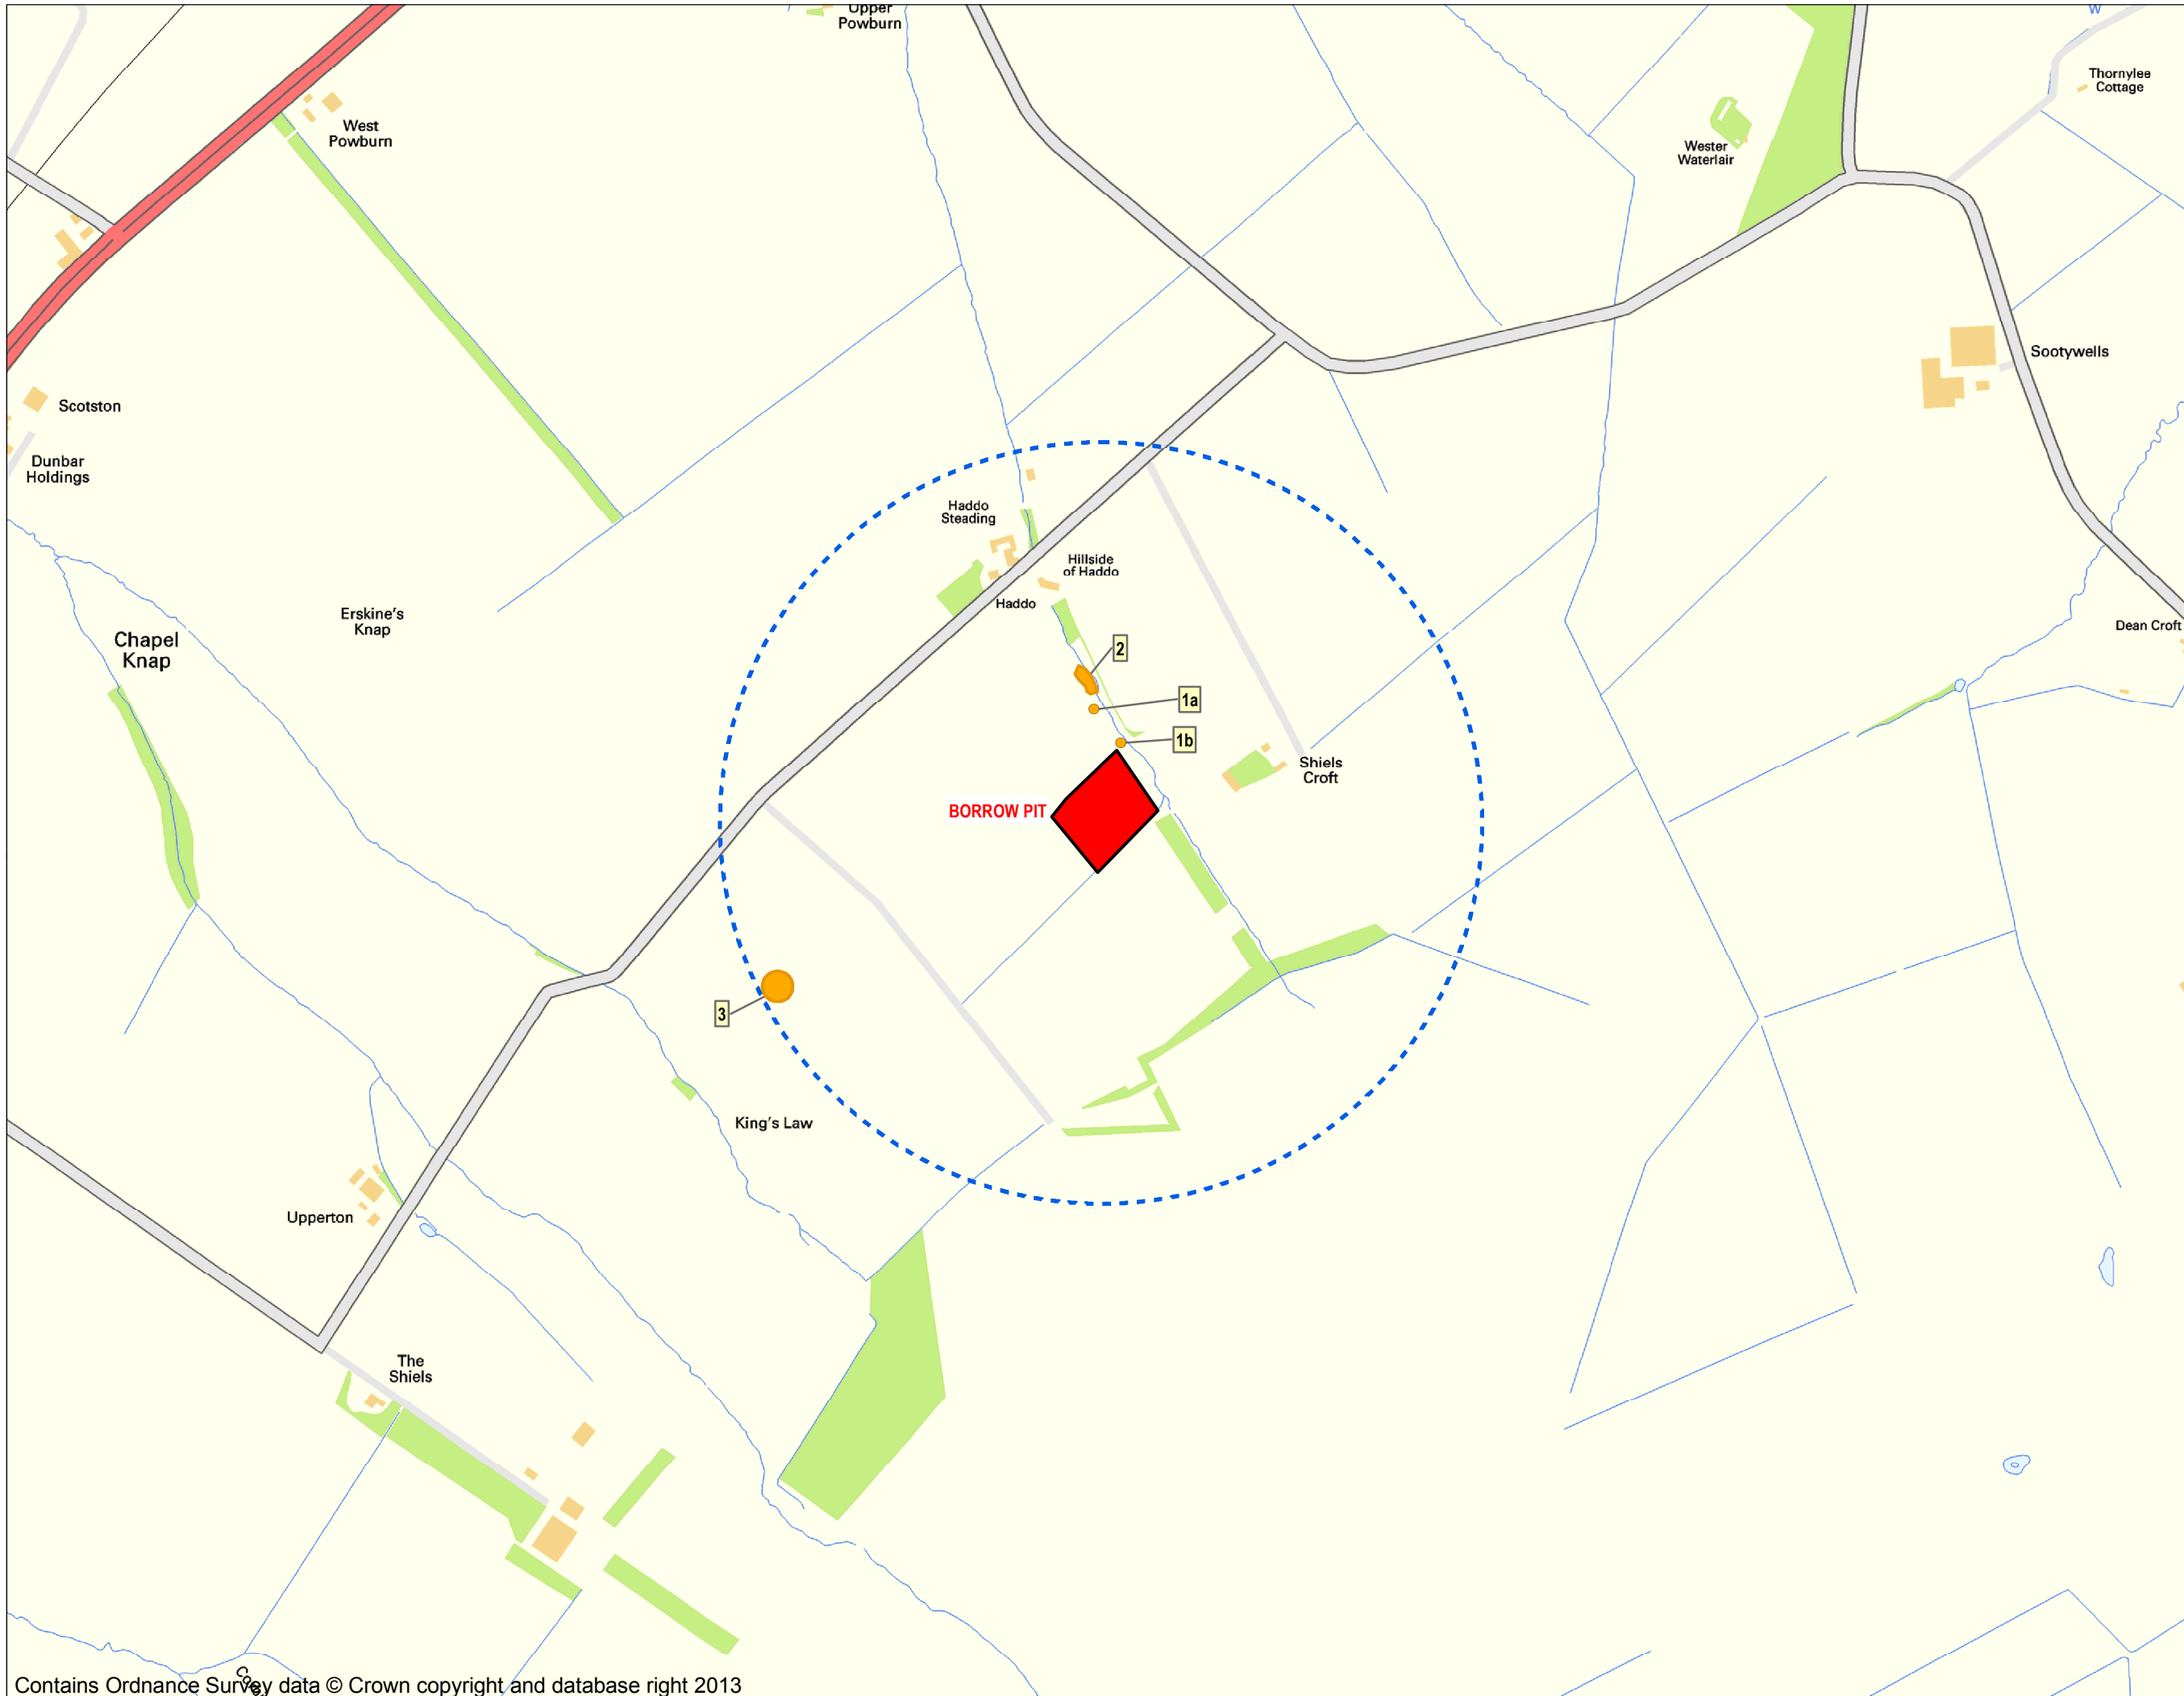 Upper
Powburn
W
Thornylee
Cottage
West
Powburn
Wester
Waterlair
Sootywells
Scotston
Dunbar
Holdings
Haddo
Steading
Hillside
of Haddo
Haddo
Erskine's
Knap
Chapel
Knap
Dean Croft
2
1a
1b
Shiels
Croft
BORROW PIT
3
King's Law
Upperton
The
Shiels
Contains Ordnance Survey data © Crown copyright and database right 2013